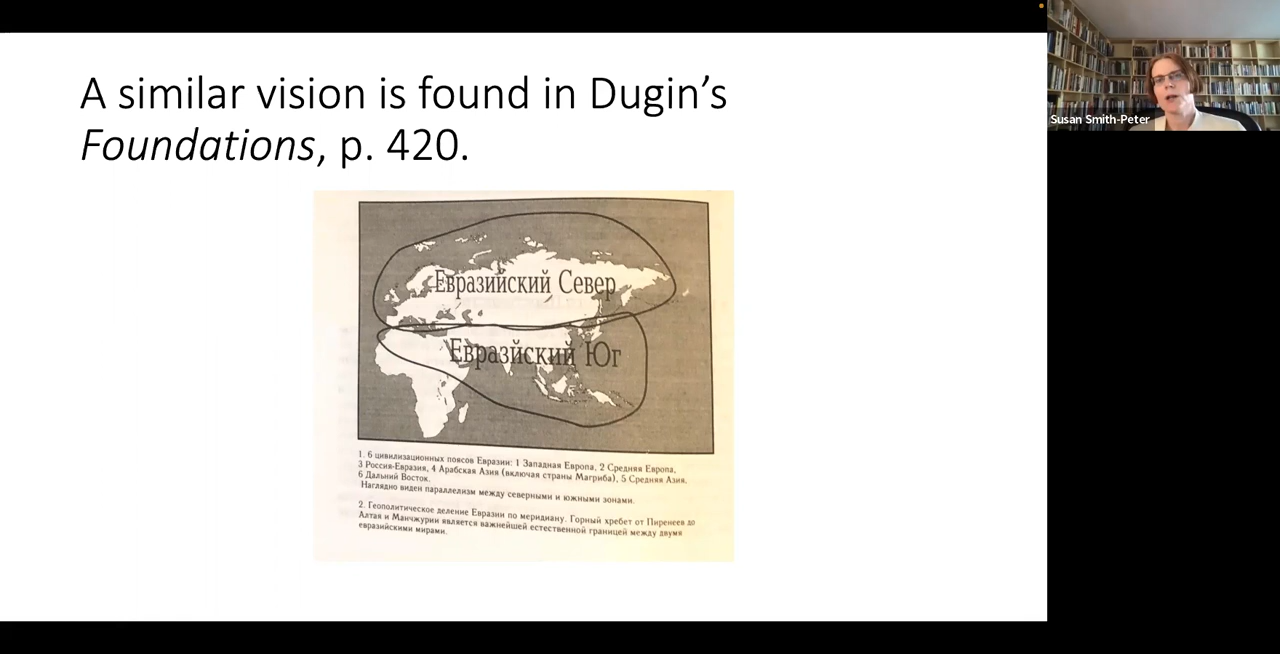 A similar vision is found in Dugin’s
Foundations, p. 420.
Susan Smith-Peter
Евразийский Север
Евразйский Юг
1. 6 цивилизационных поясов Евразии: 1 Западная Европа, 2 Средняя Европа,
3 Россия-Евразия, 4 Арабская Азия (включая страны Магриба), 5 Средняя Азия,
6 Дальний Восток.
Наглядно виден параллелизм между северными и южными зонами.
2. Геополитическое деление Евразии по меридиану. Горный хребет от Пиренеев до
Алтая и Манчжурии является важнейшей естественной границей между двумя
евразийскими мирами.